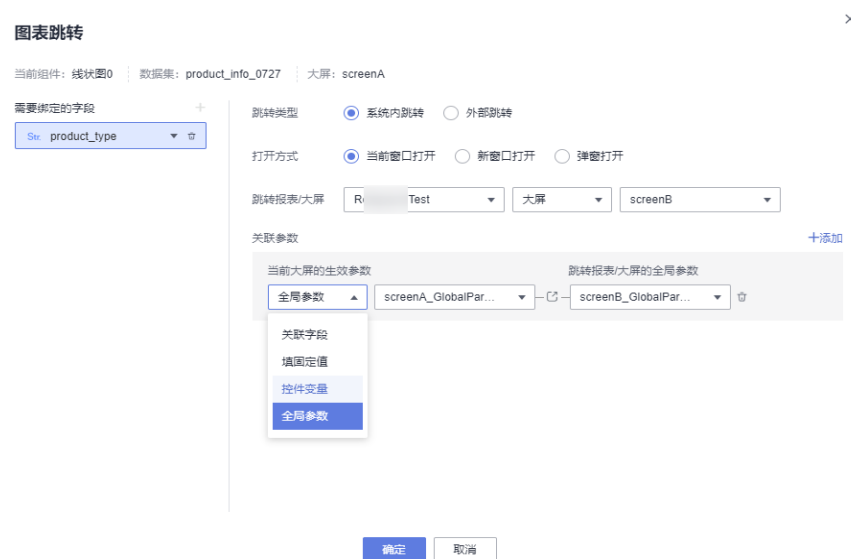 图表跳转
当前组件：线状图0 数据集：product_info_0727 大屏：screenA
需要绑定的字段
Str. product_type
跳转类型 系统内跳转 外部跳转
打开方式 当前窗口打开 新窗口打开 弹窗打开
跳转报表/大屏 R Test 大屏 screenB
关联参数 添加
当前大屏的生效参数 跳转报表/大屏的全局参数
全局参数 screenA_GlobalPar... screenB_GlobalPar...
关联字段
填固定值
控件变量
全局参数
确定 取消